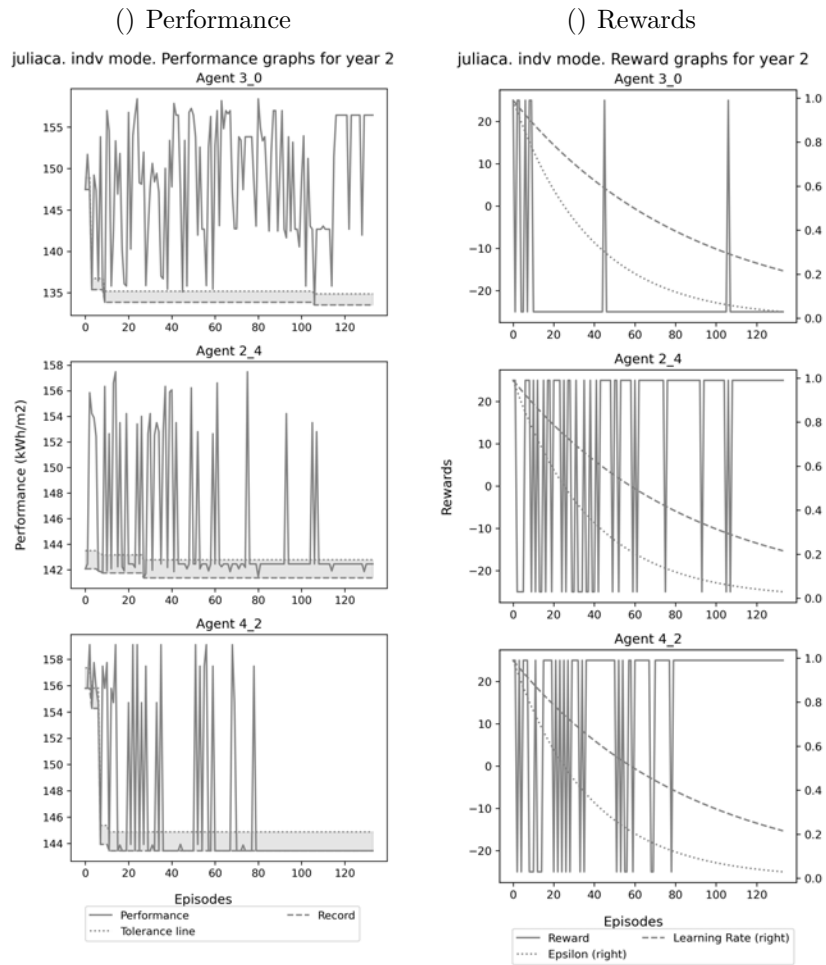 () Performance
juliaca. indv mode. Performance graphs for year 2
Agent 3_0
155
150
145
140
135
0 20 40 60 80 100 120
Agent 2_4
158
156
154
152
150
148
146
144
142
0 20 40 60 80 100 120
Performance (kWh/m2)
Agent 4_2
158
156
154
152
150
148
146
144
0 20 40 60 80 100 120
Episodes
Performance
Record
Tolerance line
() Rewards
juliaca. indv mode. Reward graphs for year 2
Agent 3_0
20
10
0
−10
−20
1.0
0.8
0.6
0.4
0.2
0.0
0 20 40 60 80 100 120
Agent 2_4
20
10
0
−10
−20
1.0
0.8
0.6
0.4
0.2
0.0
0 20 40 60 80 100 120
Rewards
Agent 4_2
20
10
0
−10
−20
1.0
0.8
0.6
0.4
0.2
0.0
0 20 40 60 80 100 120
Episodes
Reward
Learning Rate (right)
Epsilon (right)